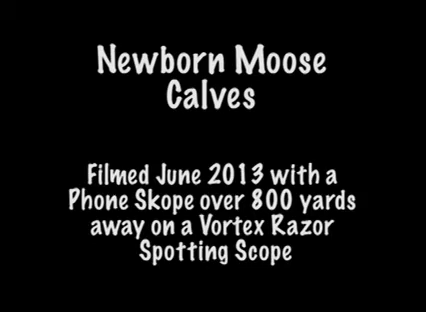 Newborn Moose
Calves
Filmed June 2013 with a
Phone Skope over 800 yards
away on a Vortex Razor
Spotting Scope